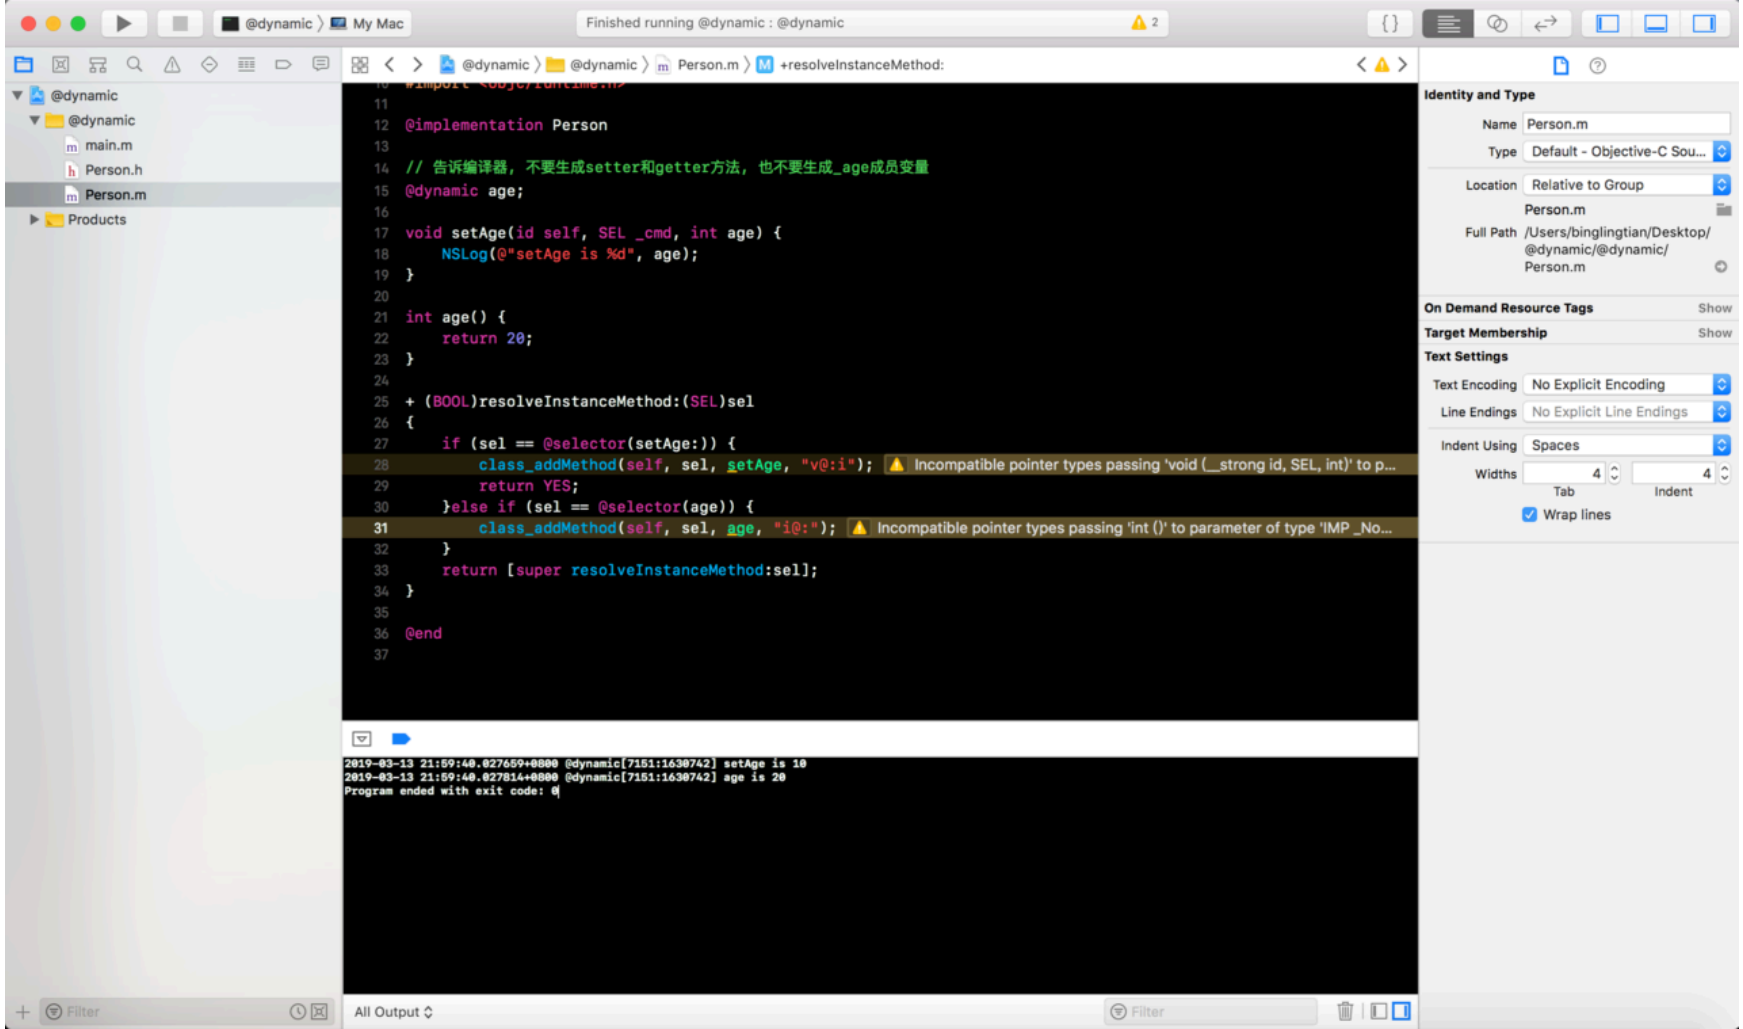 @dynamic 〉 My Mac
Finished running @dynamic : @dynamic
2
{ }
@dynamic 〉 @dynamic 〉 m Person.m 〉 M +resolveInstanceMethod:
@dynamic
@dynamic
m main.m
h Person.h
m Person.m
Products
10 #import <objc/runtime.h>
11
12 @implementation Person
13
14 // 告诉编译器, 不要生成setter和getter方法, 也不要生成_age成员变量
15 @dynamic age;
16
17 void setAge(id self, SEL _cmd, int age) {
18 NSLog(@"setAge is %d", age);
19 }
20
21 int age() {
22 return 20;
23 }
24
25 + (BOOL)resolveInstanceMethod:(SEL)sel
26 {
27 if (sel == @selector(setAge:)) {
28 class_addMethod(self, sel, setAge, "v@:i"); Incompatible pointer types passing 'void (__strong id, SEL, int)' to p...
29 return YES;
30 }else if (sel == @selector(age)) {
31 class_addMethod(self, sel, age, "i@:"); Incompatible pointer types passing 'int ()' to parameter of type 'IMP _No...
32 }
33 return [super resolveInstanceMethod:sel];
34 }
35
36 @end
37
2019-03-13 21:59:40.027659+0800 @dynamic[7151:1630742] setAge is 10
2019-03-13 21:59:40.027814+0800 @dynamic[7151:1630742] age is 20
Program ended with exit code: 0
Filter
All Output
Filter
Identity and Type
Name Person.m
Type Default - Objective-C Sou...
Location Relative to Group
Person.m
Full Path /Users/binglingtian/Desktop/
@dynamic/@dynamic/
Person.m
On Demand Resource Tags Show
Target Membership Show
Text Settings
Text Encoding No Explicit Encoding
Line Endings No Explicit Line Endings
Indent Using Spaces
Widths 4 4
Tab Indent
Wrap lines